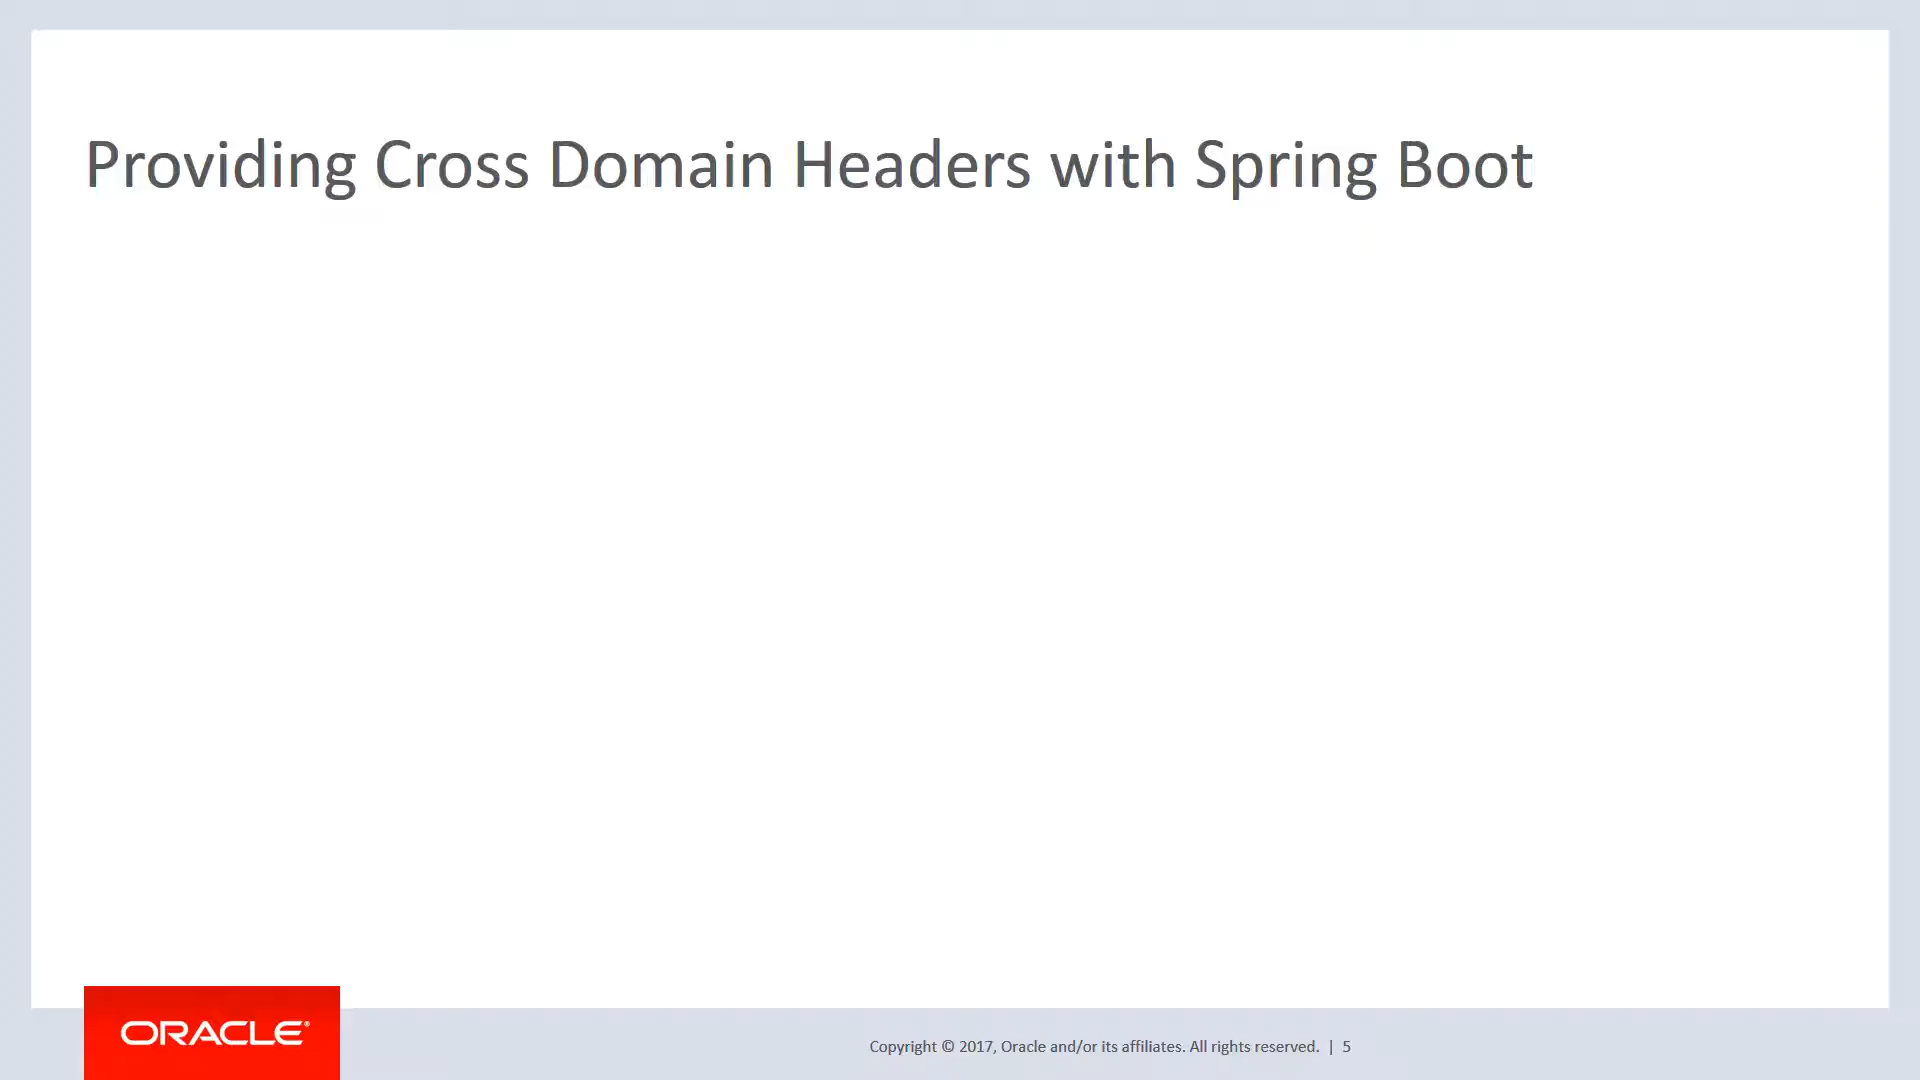 Providing Cross Domain Headers with Spring Boot
ORACLE®
Copyright © 2017, Oracle and/or its affiliates. All rights reserved. | 5